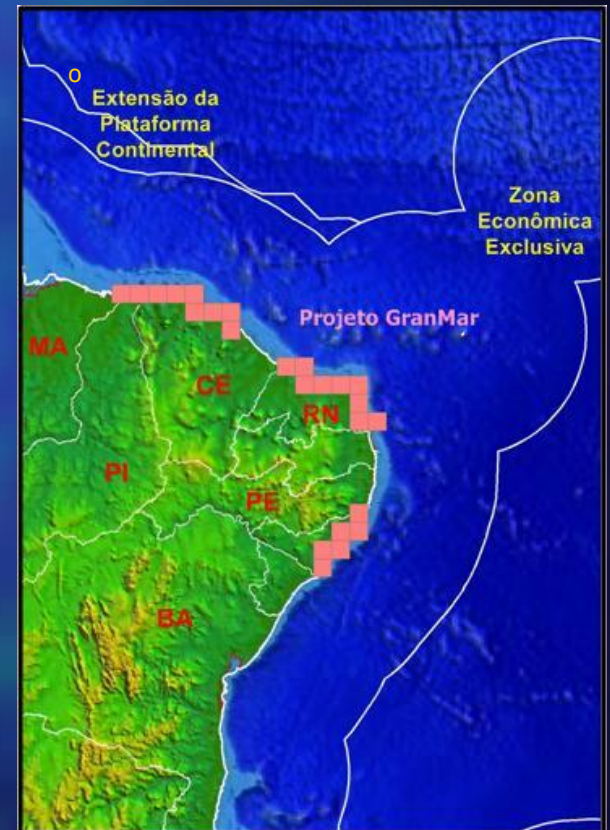 o
Extensão da
Plataforma
Continental
Zona
Econômica
Exclusiva
Projeto GranMar
MA
CE
RN
PI
PE
BA